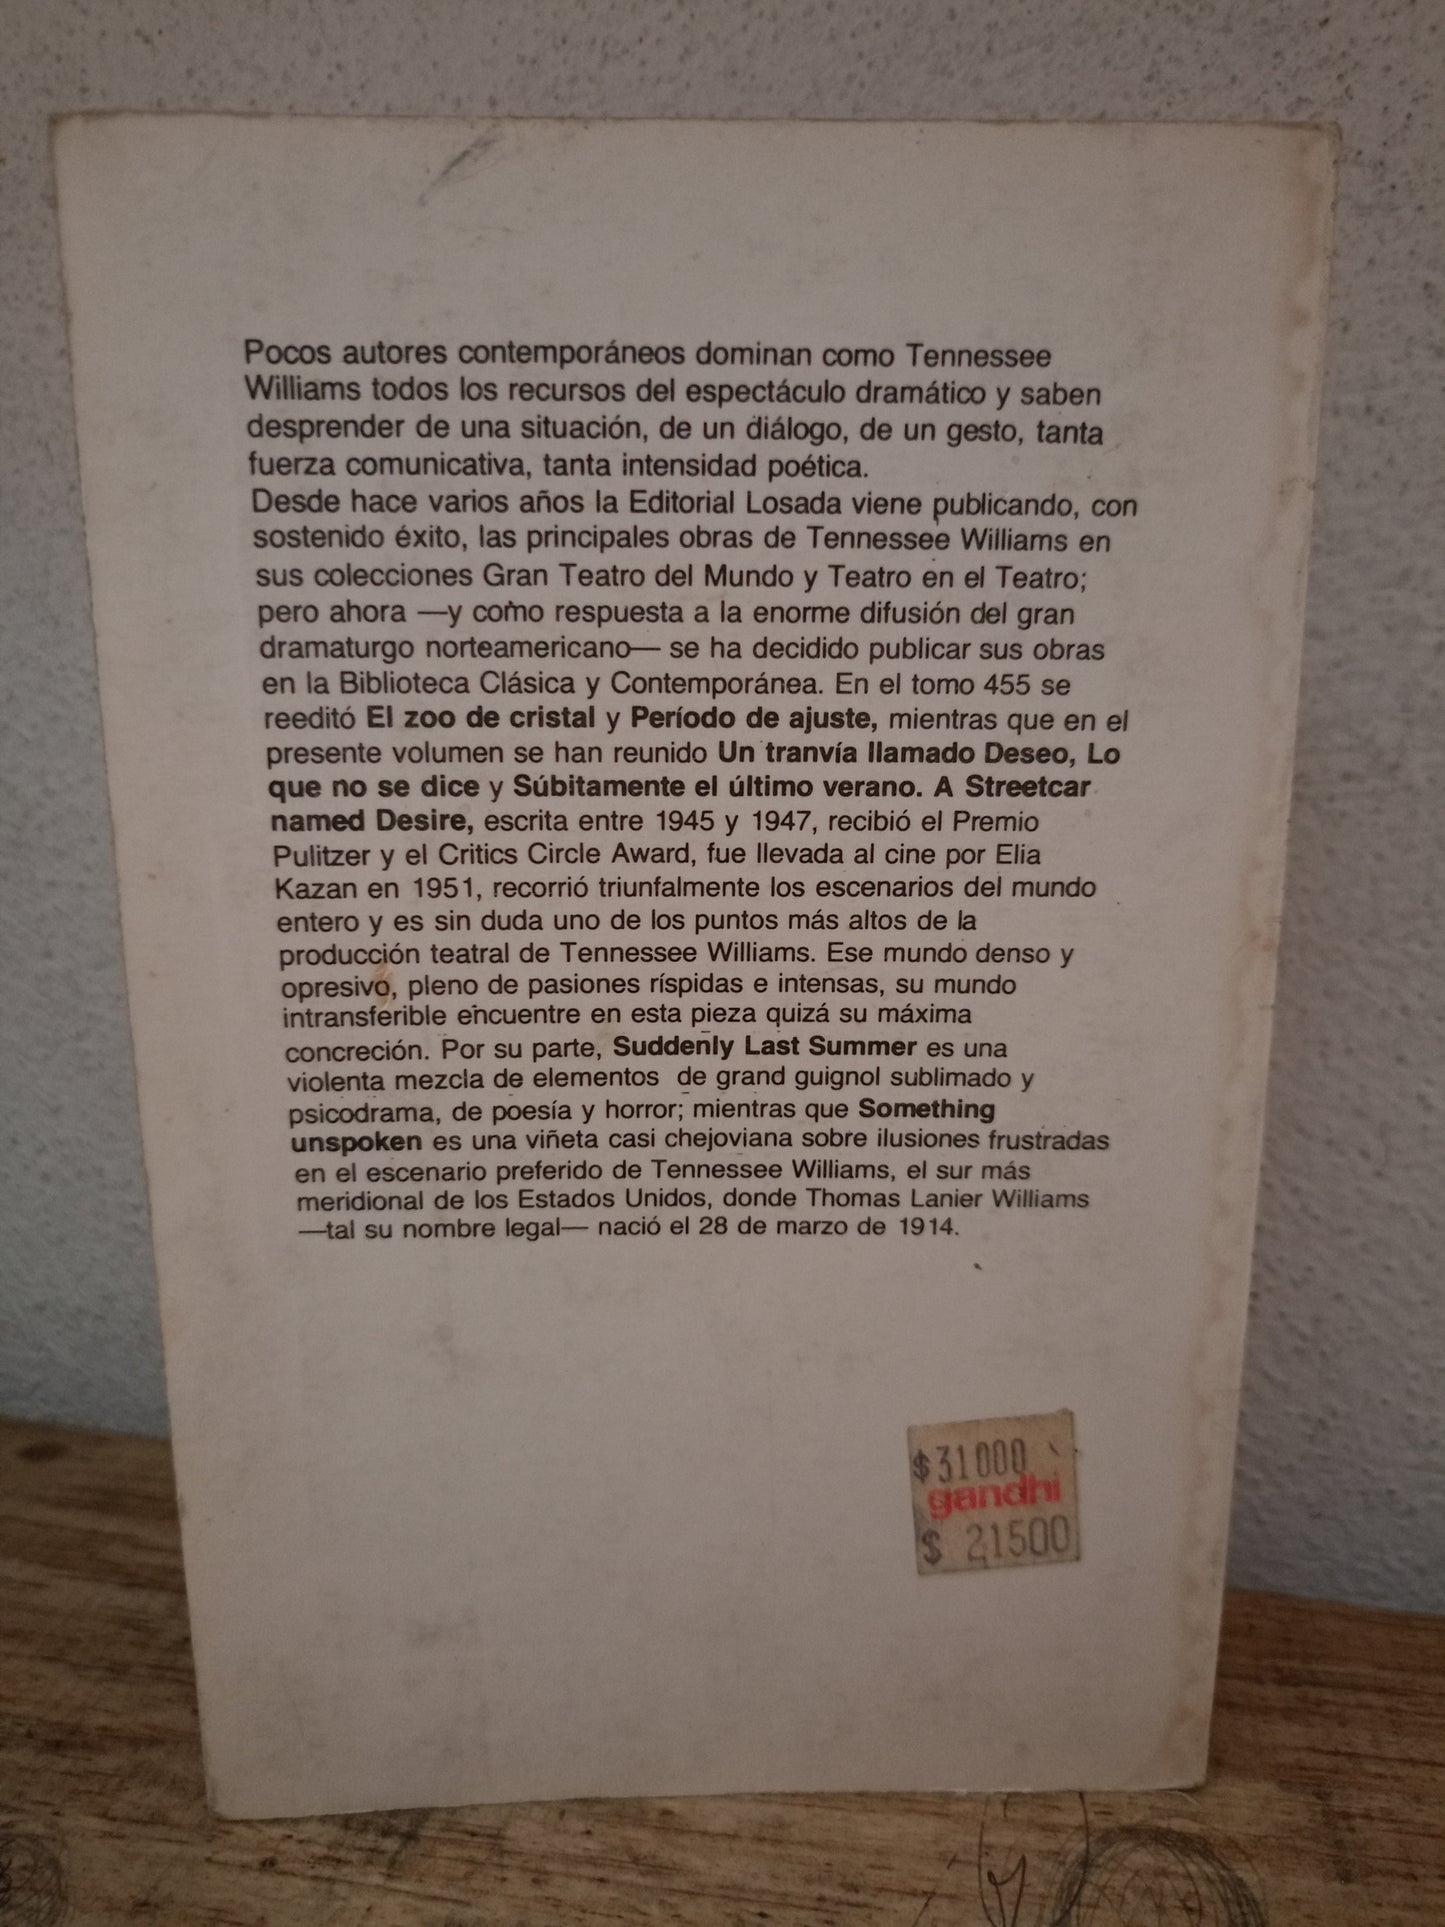 Pocos autores contemporáneos dominan como Tennessee
Williams todos los recursos del espectáculo dramático y saben
desprender de una situación, de un diálogo, de un gesto, tanta
fuerza comunicativa, tanta intensidad poética.
Desde hace varios años la Editorial Losada viene publicando, con
sostenido éxito, las principales obras de Tennessee Williams en
sus colecciones Gran Teatro del Mundo y Teatro en el Teatro;
pero ahora —y como respuesta a la enorme difusión del gran
dramaturgo norteamericano— se ha decidido publicar sus obras
en la Biblioteca Clásica y Contemporánea. En el tomo 455 se
reeditó El zoo de cristal y Período de ajuste, mientras que en el
presente volumen se han reunido Un tranvía llamado Deseo, Lo
que no se dice y Súbitamente el último verano. A Streetcar
named Desire, escrita entre 1945 y 1947, recibió el Premio
Pulitzer y el Critics Circle Award, fue llevada al cine por Elia
Kazan en 1951, recorrió triunfalmente los escenarios del mundo
entero y es sin duda uno de los puntos más altos de la
producción teatral de Tennessee Williams. Ese mundo denso y
opresivo, pleno de pasiones ríspidas e intensas, su mundo
intransferible encuentre en esta pieza quizá su máxima
concreción. Por su parte, Suddenly Last Summer es una
violenta mezcla de elementos de grand guignol sublimado y
psicodrama, de poesía y horror; mientras que Something
unspoken es una viñeta casi chejoviana sobre ilusiones frustradas
en el escenario preferido de Tennessee Williams, el sur más
meridional de los Estados Unidos, donde Thomas Lanier Williams
—tal su nombre legal— nació el 28 de marzo de 1914.
$31000
gandhi
$ 21500